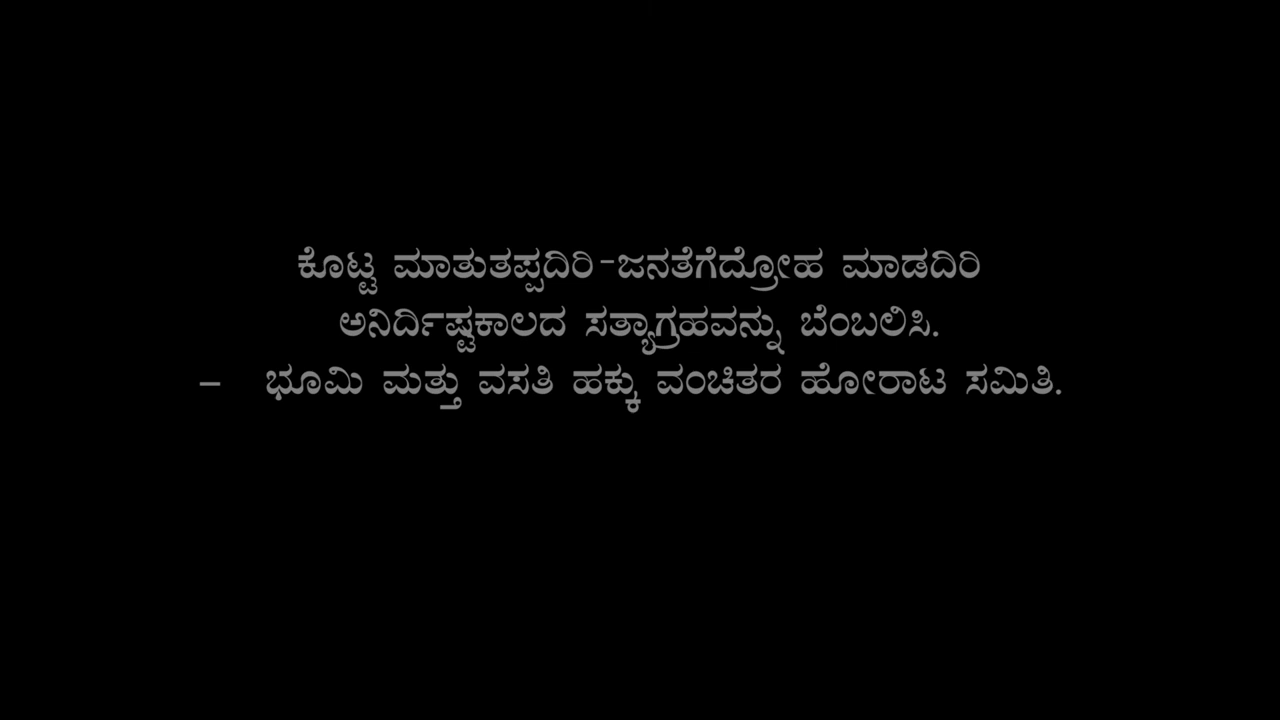 ಕೊಟ್ಟ ಮಾತುತಪ್ಪದಿರಿ-ಜನತೆಗೆದ್ರೋಹ ಮಾಡದಿರಿ
ಅನಿರ್ದಿಷ್ಟಕಾಲದ ಸತ್ಯಾಗ್ರಹವನ್ನು ಬೆಂಬಲಿಸಿ.
– ಭೂಮಿ ಮತ್ತು ವಸತಿ ಹಕ್ಕು ವಂಚಿತರ ಹೋರಾಟ ಸಮಿತಿ.